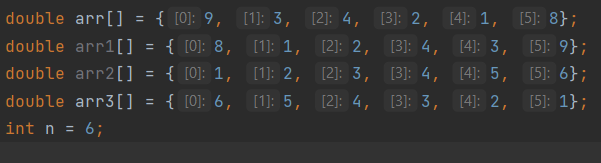 double arr[] = {[0]: 9, [1]: 3, [2]: 4, [3]: 2, [4]: 1, [5]: 8};
double arr1[] = {[0]: 8, [1]: 1, [2]: 2, [3]: 4, [4]: 3, [5]: 9};
double arr2[] = {[0]: 1, [1]: 2, [2]: 3, [3]: 4, [4]: 5, [5]: 6};
double arr3[] = {[0]: 6, [1]: 5, [2]: 4, [3]: 3, [4]: 2, [5]: 1};
int n = 6;